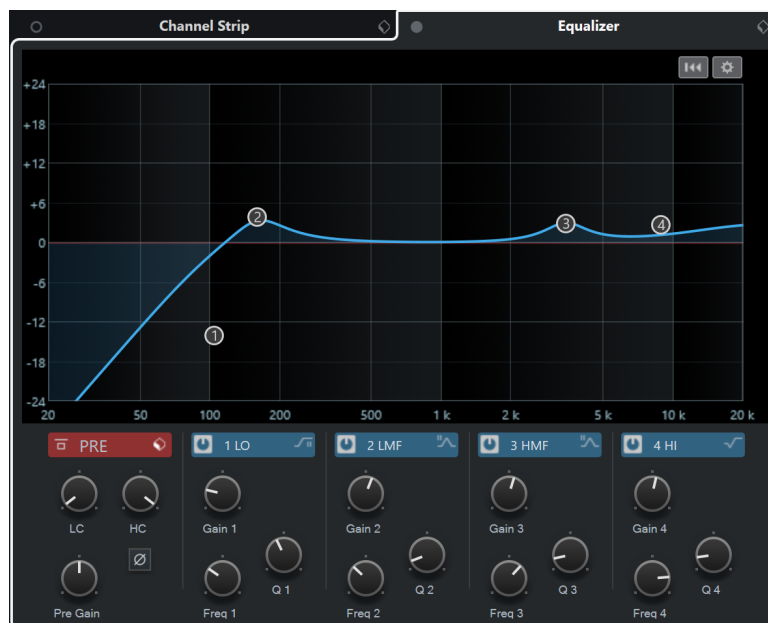 Channel Strip
Equalizer
+24
+18
+12
+6
0
-6
-12
-18
-24
2
3
4
1
20 50 100 200 500 1 k 2 k 5 k 10 k 20 k
PRE 1 LO 2 LMF 3 HMF 4 HI
LC HC Gain 1 Gain 2 Gain 3 Gain 4
Ø
Q 1 Q 2 Q 3 Q 4
Pre Gain Freq 1 Freq 2 Freq 3 Freq 4